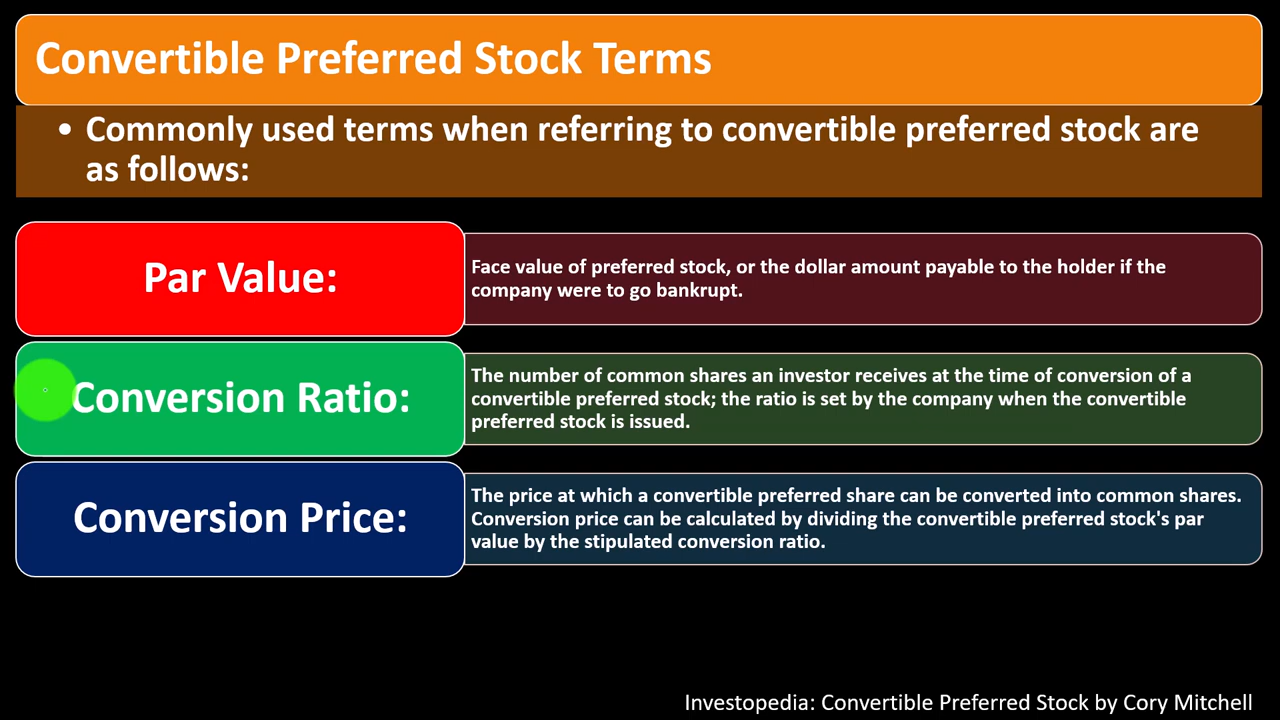 Convertible Preferred Stock Terms
• Commonly used terms when referring to convertible preferred stock are
as follows:
Par Value:
Face value of preferred stock, or the dollar amount payable to the holder if the
company were to go bankrupt.
Conversion Ratio:
The number of common shares an investor receives at the time of conversion of a
convertible preferred stock; the ratio is set by the company when the convertible
preferred stock is issued.
Conversion Price:
The price at which a convertible preferred share can be converted into common shares.
Conversion price can be calculated by dividing the convertible preferred stock's par
value by the stipulated conversion ratio.
Investopedia: Convertible Preferred Stock by Cory Mitchell